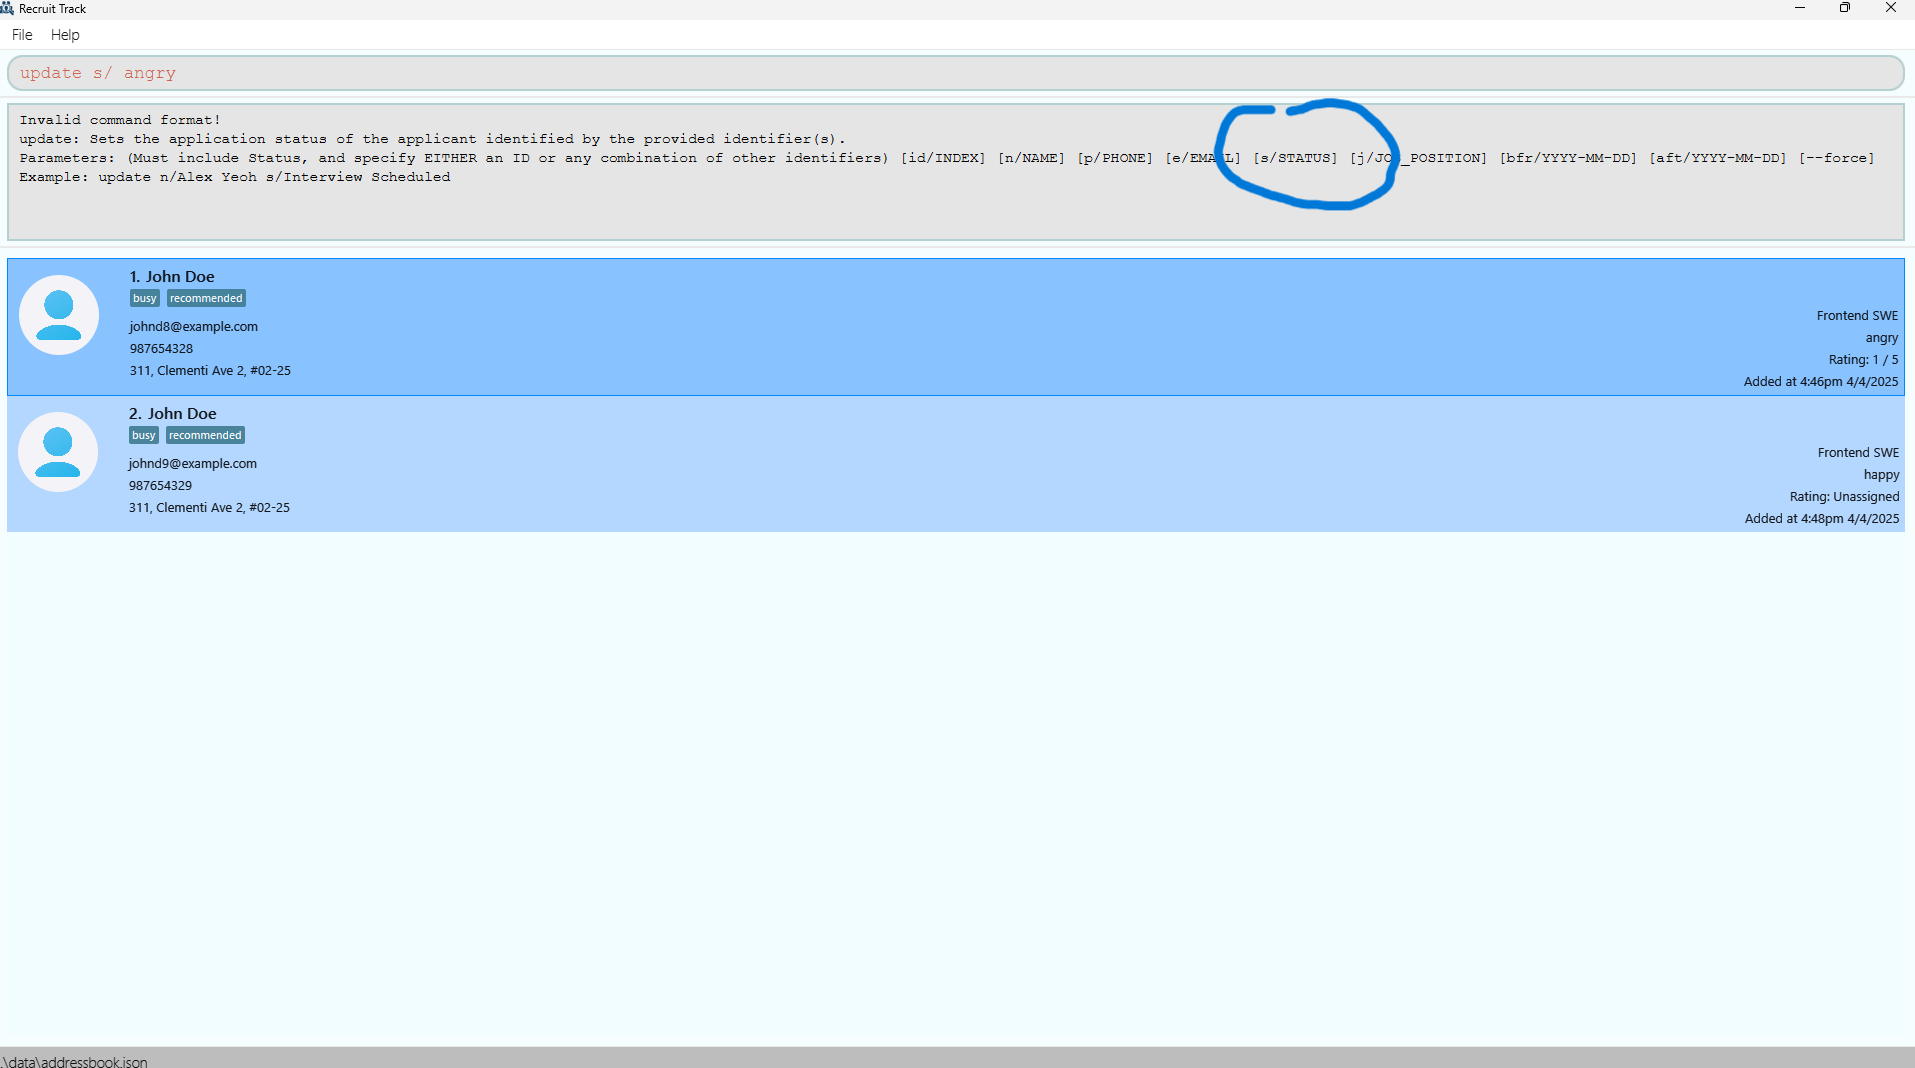 Recruit Track
File Help
update s/ angry
Invalid command format!
update: Sets the application status of the applicant identified by the provided identifier(s).
Parameters: (Must include Status, and specify EITHER an ID or any combination of other identifiers) [id/INDEX] [n/NAME] [p/PHONE] [e/EMAIL] [s/STATUS] [j/JOB_POSITION] [bfr/YYYY-MM-DD] [aft/YYYY-MM-DD] [--force]
Example: update n/Alex Yeoh s/Interview Scheduled
1. John Doe
busy recommended
johnd8@example.com
987654328
311, Clementi Ave 2, #02-25
Frontend SWE
angry
Rating: 1 / 5
Added at 4:46pm 4/4/2025
2. John Doe
busy recommended
johnd9@example.com
987654329
311, Clementi Ave 2, #02-25
Frontend SWE
happy
Rating: Unassigned
Added at 4:48pm 4/4/2025
.\data\addressbook.json